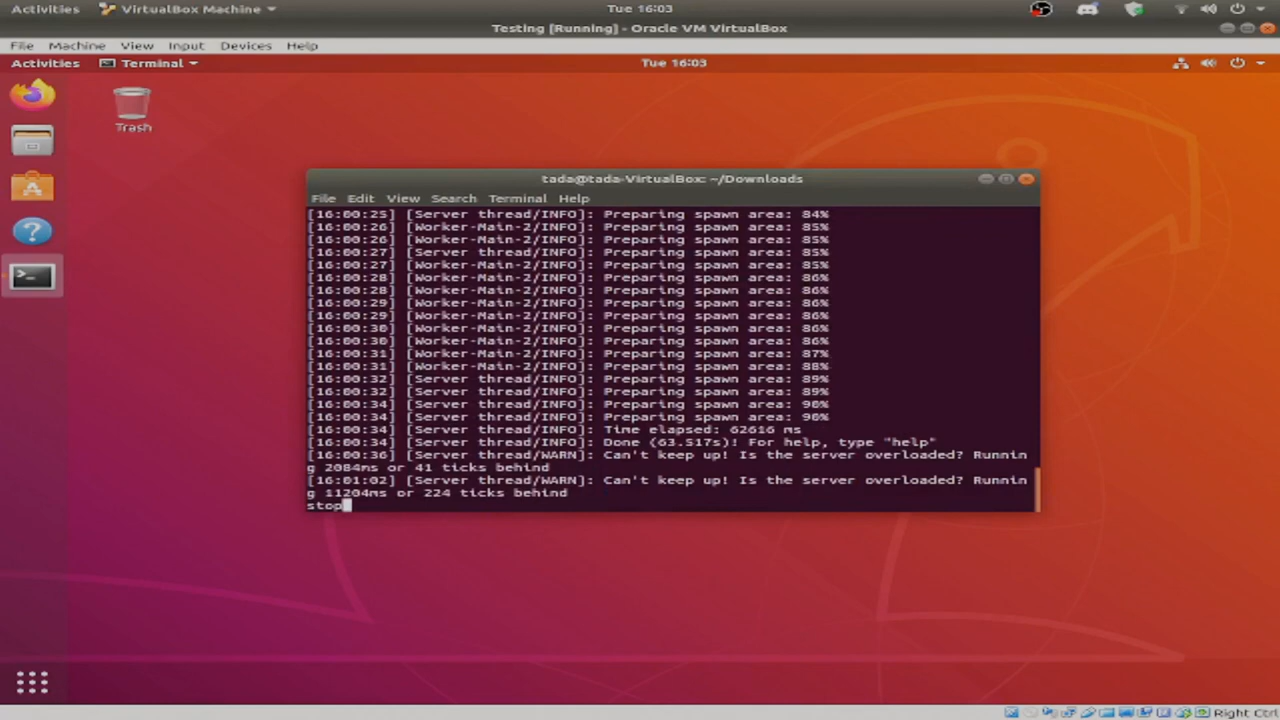 Activities VirtualBox Machine Tue 16:03
Testing [Running] - Oracle VM VirtualBox
File Machine View Input Devices Help
Activities Terminal Tue 16:03
Trash
tada@tada-VirtualBox: ~/Downloads
File Edit View Search Terminal Help
[16:00:25] [Server thread/INFO]: Preparing spawn area: 84%
[16:00:26] [Worker-Main-2/INFO]: Preparing spawn area: 85%
[16:00:26] [Worker-Main-2/INFO]: Preparing spawn area: 85%
[16:00:27] [Server thread/INFO]: Preparing spawn area: 85%
[16:00:27] [Worker-Main-2/INFO]: Preparing spawn area: 85%
[16:00:28] [Worker-Main-2/INFO]: Preparing spawn area: 86%
[16:00:28] [Worker-Main-2/INFO]: Preparing spawn area: 86%
[16:00:29] [Worker-Main-2/INFO]: Preparing spawn area: 86%
[16:00:29] [Worker-Main-2/INFO]: Preparing spawn area: 86%
[16:00:30] [Worker-Main-2/INFO]: Preparing spawn area: 86%
[16:00:30] [Worker-Main-2/INFO]: Preparing spawn area: 86%
[16:00:31] [Worker-Main-2/INFO]: Preparing spawn area: 87%
[16:00:31] [Worker-Main-2/INFO]: Preparing spawn area: 88%
[16:00:32] [Server thread/INFO]: Preparing spawn area: 89%
[16:00:32] [Server thread/INFO]: Preparing spawn area: 89%
[16:00:34] [Server thread/INFO]: Preparing spawn area: 90%
[16:00:34] [Server thread/INFO]: Preparing spawn area: 90%
[16:00:34] [Server thread/INFO]: Time elapsed: 62616 ms
[16:00:34] [Server thread/INFO]: Done (63.517s)! For help, type "help"
[16:00:36] [Server thread/WARN]: Can't keep up! Is the server overloaded? Runnin
g 2084ms or 41 ticks behind
[16:01:02] [Server thread/WARN]: Can't keep up! Is the server overloaded? Runnin
g 11204ms or 224 ticks behind
stop
Right Ctrl